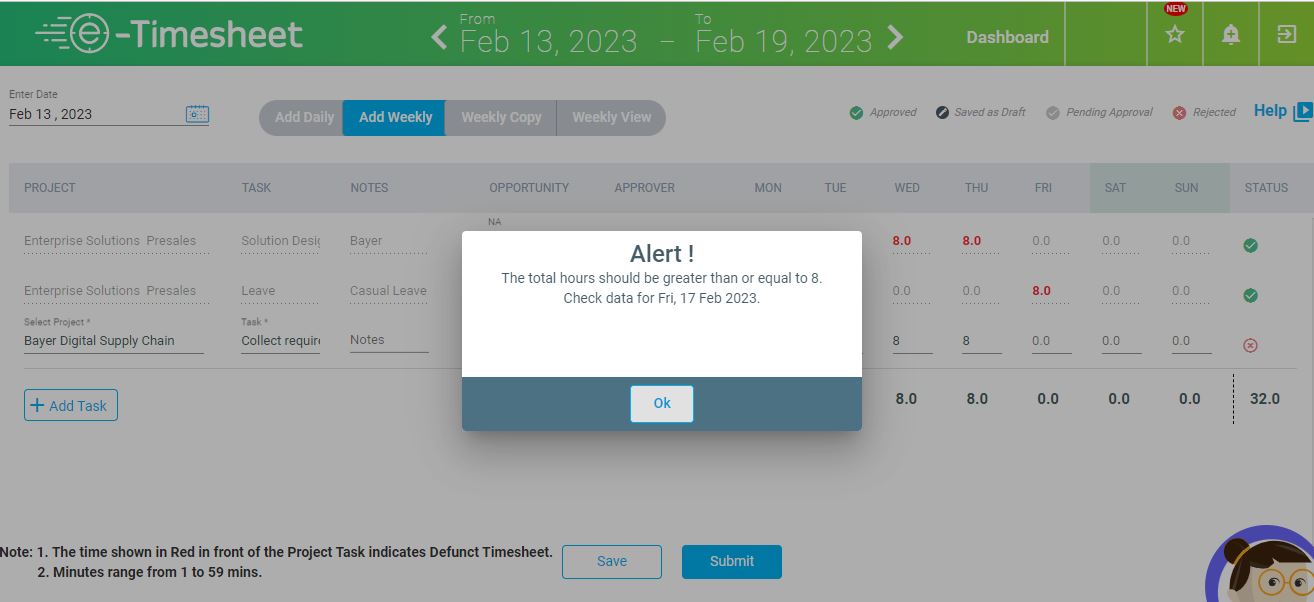 From
To
NEW
e-Timesheet
Feb 13, 2023 – Feb 19, 2023
Dashboard
Enter Date
Feb 13 , 2023
Add Daily
Add Weekly
Weekly Copy
Weekly View
Approved
Saved as Draft
Pending Approval
Rejected
Help
PROJECT TASK NOTES OPPORTUNITY APPROVER MON TUE WED THU FRI SAT SUN STATUS
NA
Enterprise Solutions Presales Solution Desig Bayer 8.0 8.0 0.0 0.0 0.0
Enterprise Solutions Presales Leave Casual Leave 0.0 0.0 8.0 0.0 0.0
Select Project * Task *
Bayer Digital Supply Chain Collect require Notes 8 8 0.0 0.0 0.0
+ Add Task 8.0 8.0 0.0 0.0 0.0 32.0
Alert !
The total hours should be greater than or equal to 8.
Check data for Fri, 17 Feb 2023.
Ok
Note: 1. The time shown in Red in front of the Project Task indicates Defunct Timesheet.
2. Minutes range from 1 to 59 mins.
Save
Submit